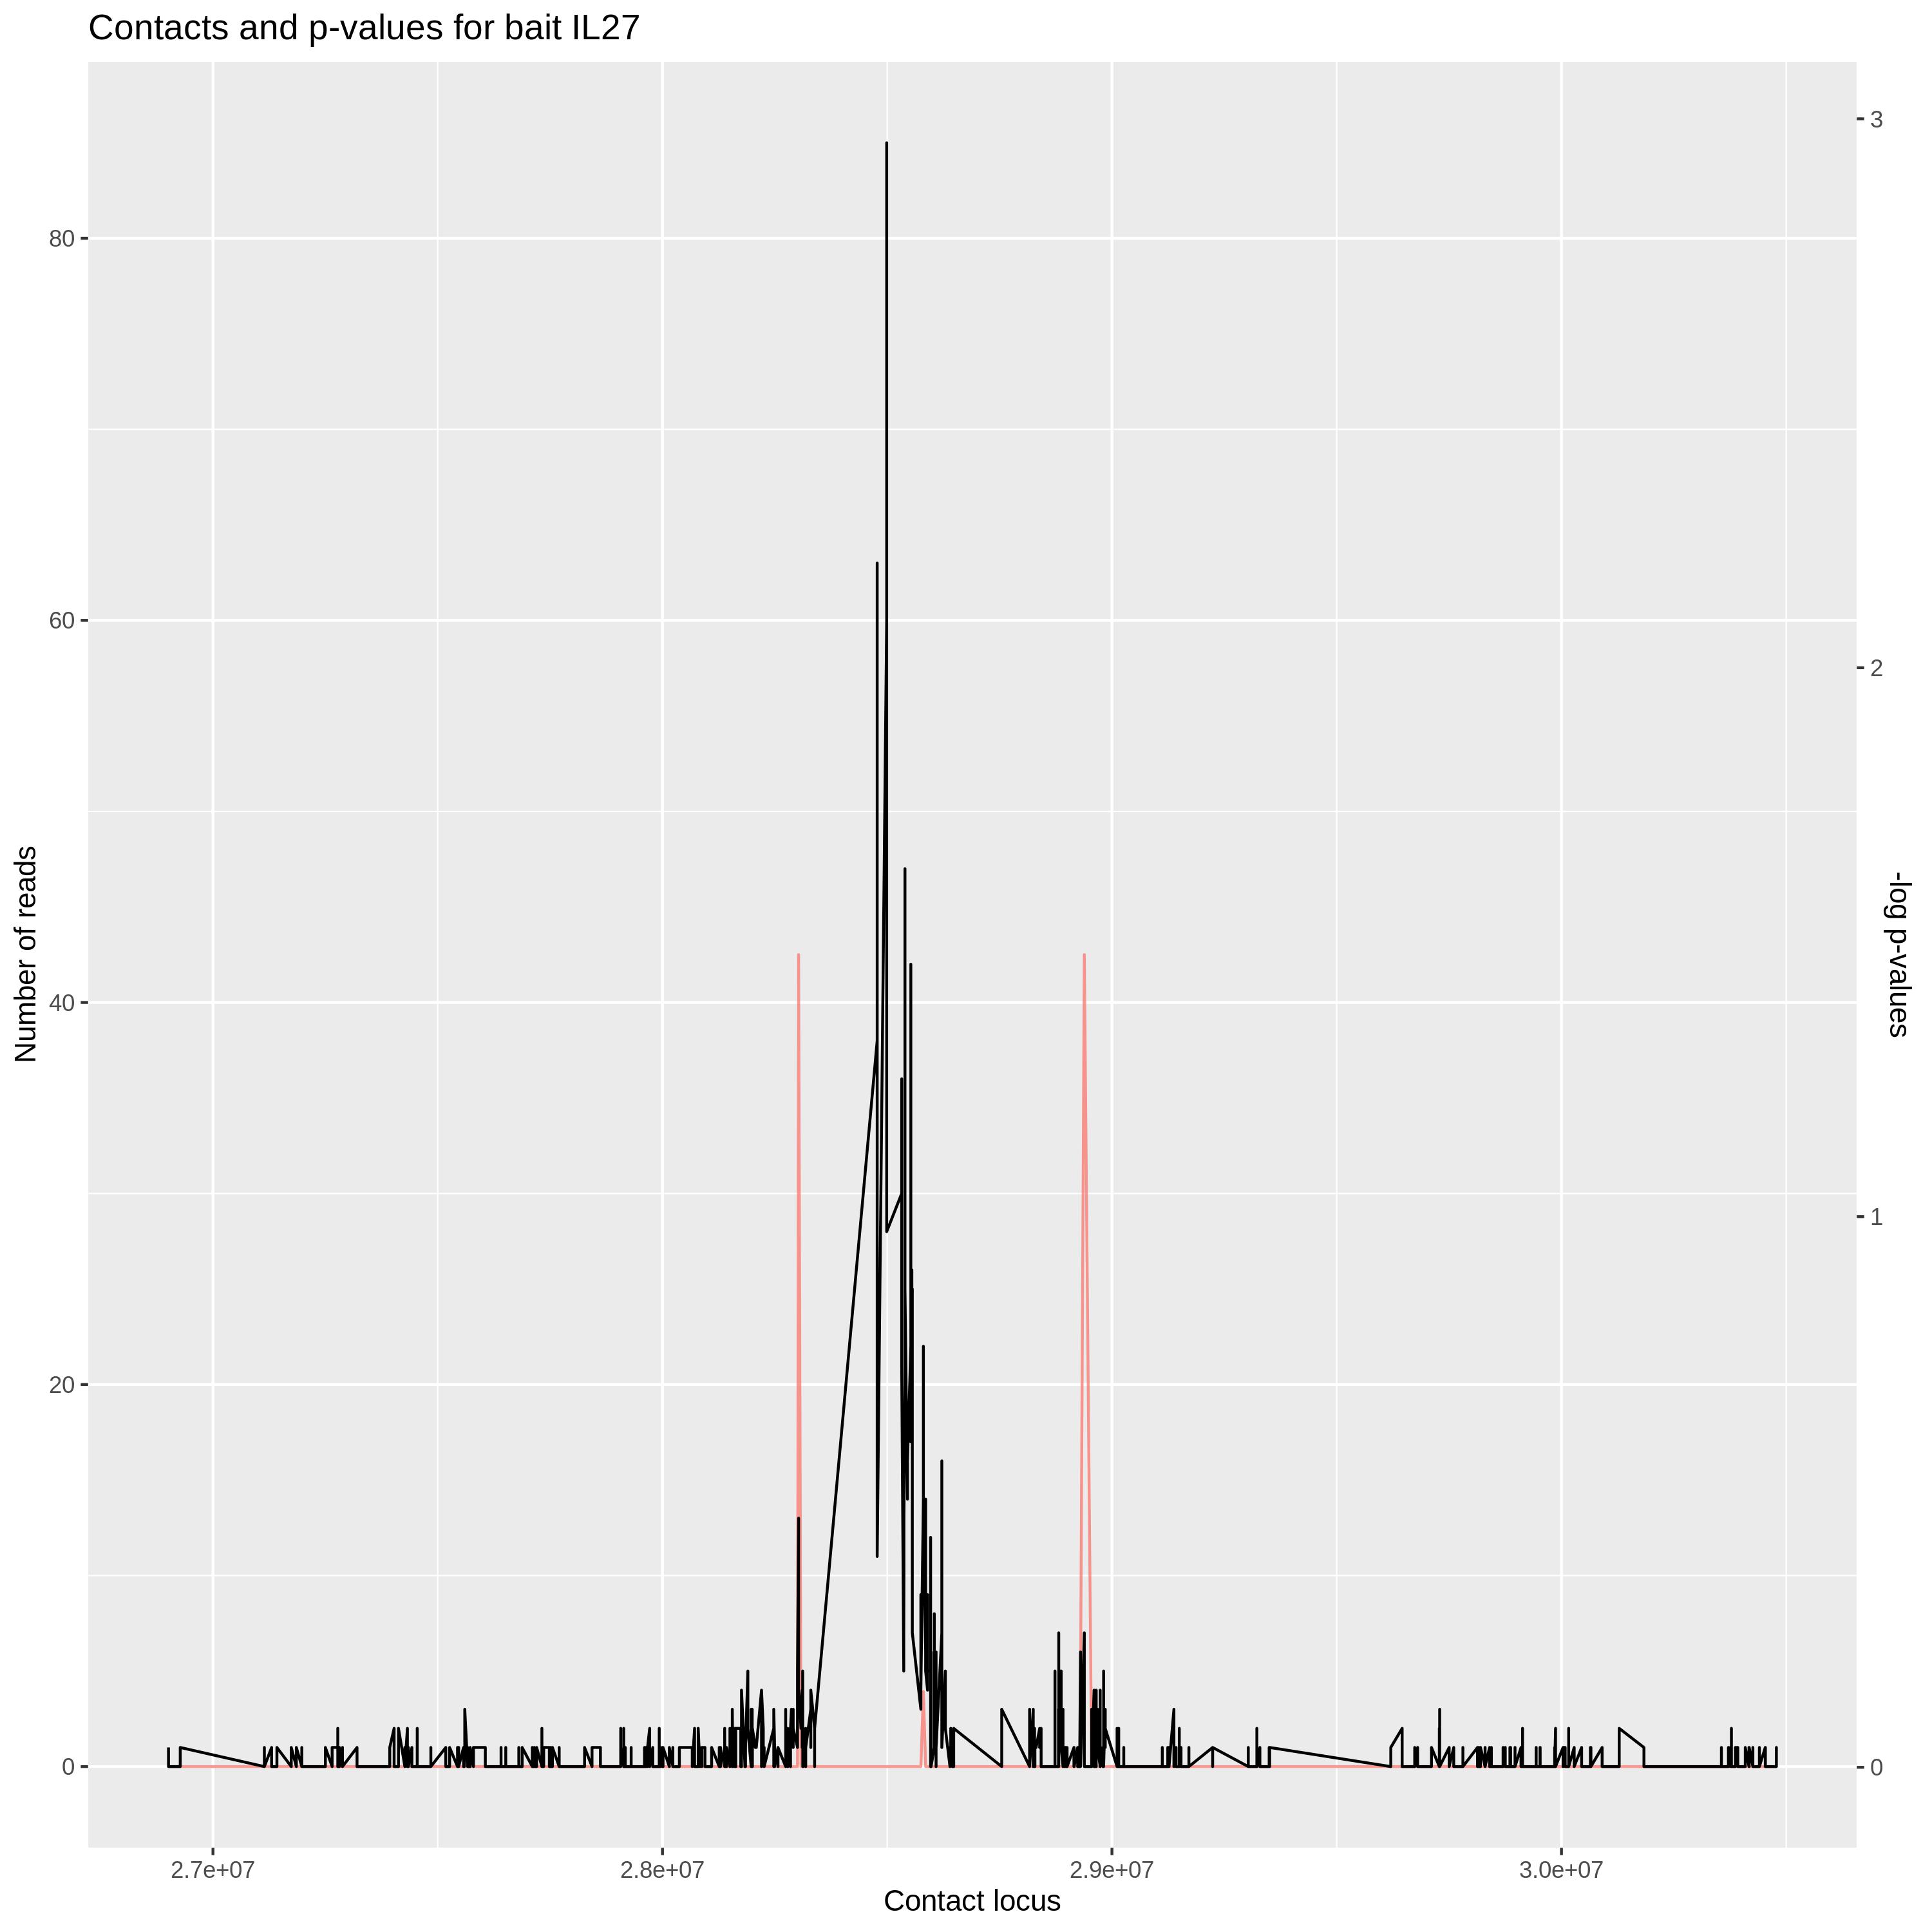 Contacts and p-values for bait IL27
3
80
60
2
Number of reads
-log p-values
40
1
20
0
0
2.7e+07
2.8e+07
2.9e+07
3.0e+07
Contact locus